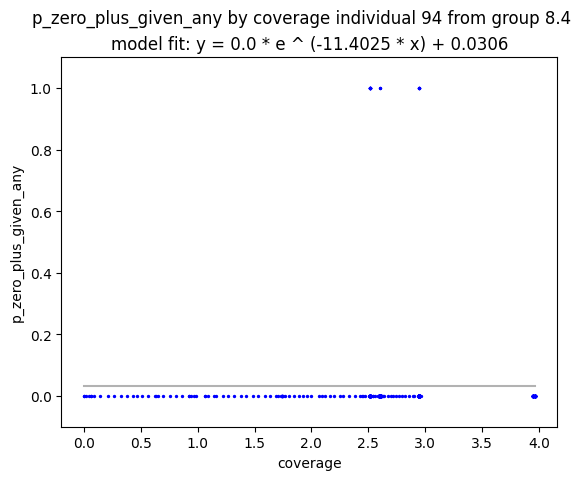 p_zero_plus_given_any by coverage individual 94 from group 8.4
model fit: y = 0.0 * e ^ (-11.4025 * x) + 0.0306
p_zero_plus_given_any
1.0
0.8
0.6
0.4
0.2
0.0
0.0 0.5 1.0 1.5 2.0 2.5 3.0 3.5 4.0
coverage